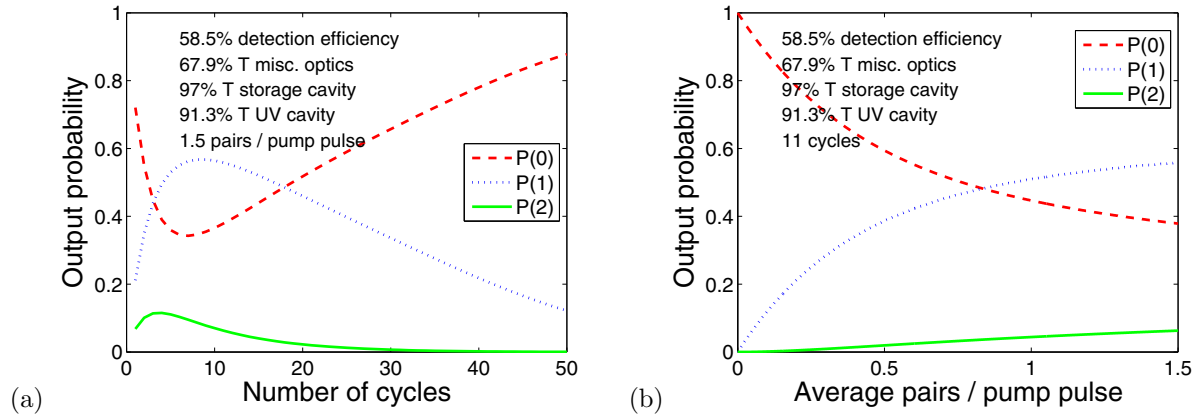 1
0.8
0.6
0.4
0.2
0
Output probability
58.5% detection efficiency
67.9% T misc. optics
97% T storage cavity
91.3% T UV cavity
1.5 pairs / pump pulse
P(0)
P(1)
P(2)
0 10 20 30 40 50
Number of cycles
(a)
1
0.8
0.6
0.4
0.2
0
Output probability
58.5% detection efficiency
67.9% T misc. optics
97% T storage cavity
91.3% T UV cavity
11 cycles
P(0)
P(1)
P(2)
0 0.5 1 1.5
Average pairs / pump pulse
(b)